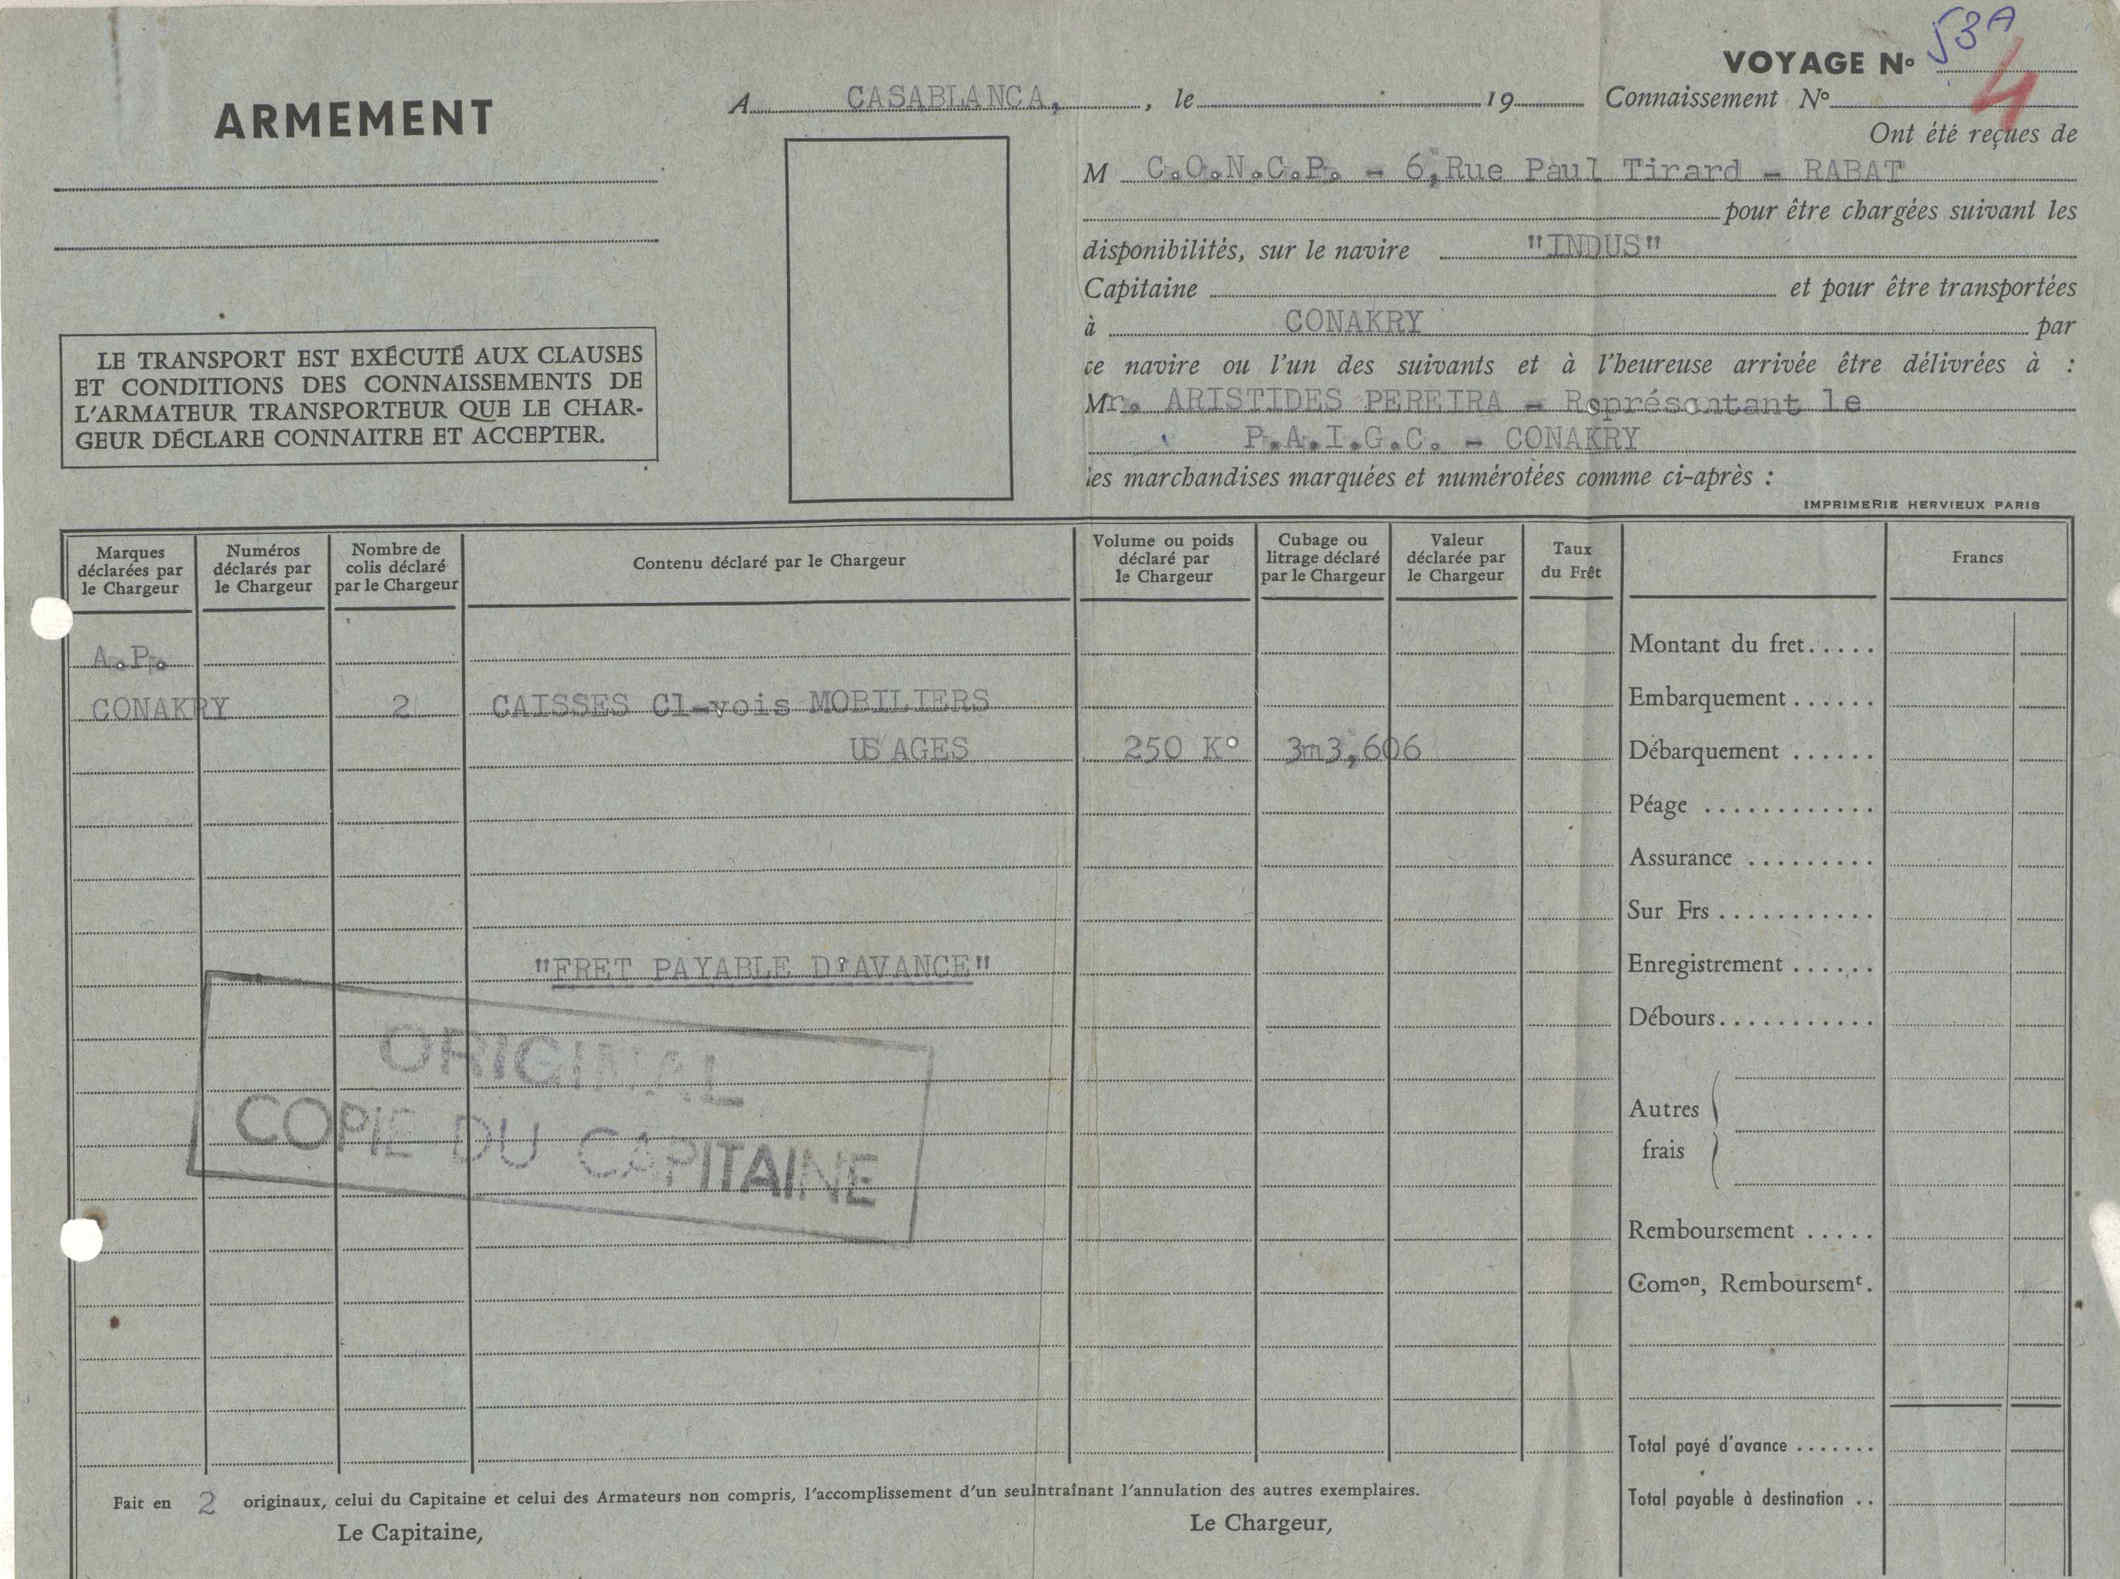 VOYAGE No 53A
ARMEMENT
A CASABLANCA, , le 19 Connaissement No 4
Ont été reçues de
M C.O.N.C.P. - 6,Rue Paul Tirard - RABAT
pour être chargées suivant les
disponibilités, sur le navire "INDUS"
Capitaine et pour être transportées
à CONAKRY par
ce navire ou l'un des suivants et à l'heureuse arrivée être délivrées à :
Mr. ARISTIDES PEREIRA - Représentant le
P.A.I.G.C. - CONAKRY
les marchandises marquées et numérotées comme ci-après :
IMPRIMERIE HERVIEUX PARIS
LE TRANSPORT EST EXÉCUTÉ AUX CLAUSES
ET CONDITIONS DES CONNAISSEMENTS DE
L'ARMATEUR TRANSPORTEUR QUE LE CHAR-
GEUR DÉCLARE CONNAITRE ET ACCEPTER.
Marques déclarées par le Chargeur
Numéros déclarés par le Chargeur
Nombre de colis déclaré par le Chargeur
Contenu déclaré par le Chargeur
Volume ou poids déclaré par le Chargeur
Cubage ou litrage déclaré par le Chargeur
Valeur déclarée par le Chargeur
Taux du Frêt
Francs
A.P.
CONAKRY 2 CAISSES Cl-vois MOBILIERS
USAGES 250 K° 3m3,606
"FRET PAYABLE D'AVANCE"
ORIGINAL
COPIE DU CAPITAINE
Montant du fret.....
Embarquement......
Débarquement ......
Péage ............
Assurance .........
Sur Frs...........
Enregistrement......
Débours...........
Autres
frais
Remboursement .....
Comon, Remboursemt.
Total payé d'avance .......
Total payable à destination ..
Fait en 2 originaux, celui du Capitaine et celui des Armateurs non compris, l'accomplissement d'un seulntraînant l'annulation des autres exemplaires.
Le Capitaine, Le Chargeur,